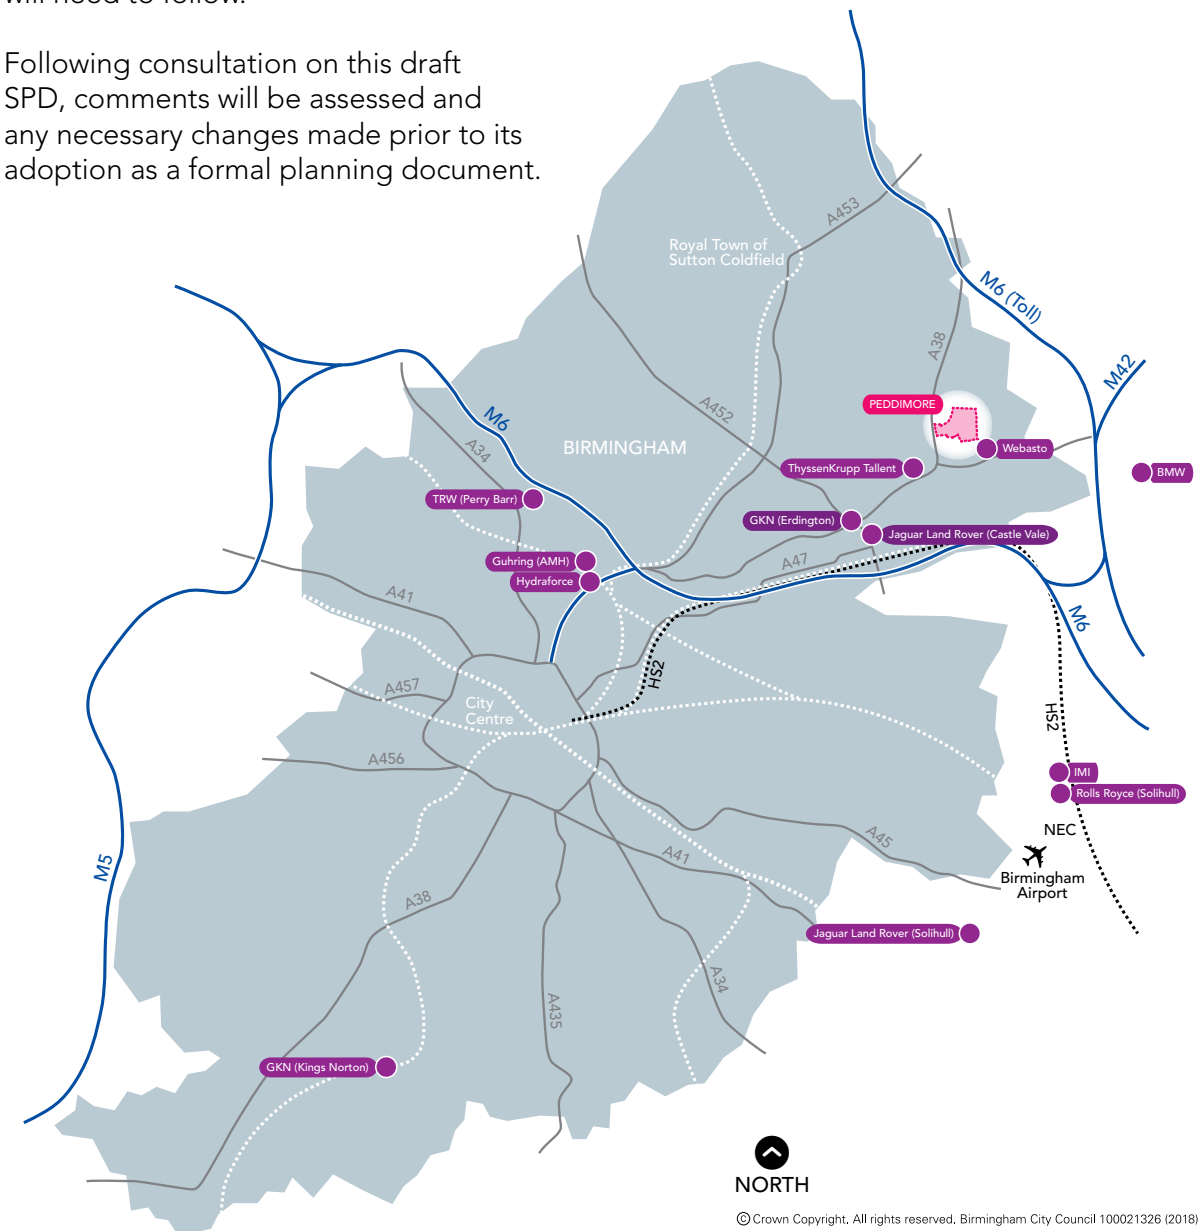 will need to follow.
Following consultation on this draft
SPD, comments will be assessed and
any necessary changes made prior to its
adoption as a formal planning document.
A453
Royal Town of
Sutton Coldfield
M6 (Toll)
A38
M42
PEDDIMORE
A452
M6
BIRMINGHAM
A34
Webasto
ThyssenKrupp Tallent
BMW
TRW (Perry Barr)
GKN (Erdington)
Jaguar Land Rover (Castle Vale)
Guhring (AMH)
A47
Hydraforce
A41
M6
HS2
A457
City
Centre
HS2
A456
IMI
Rolls Royce (Solihull)
NEC
A45
A41
M5
Birmingham
Airport
A38
Jaguar Land Rover (Solihull)
A34
A435
GKN (Kings Norton)
NORTH
© Crown Copyright. All rights reserved. Birmingham City Council 100021326 (2018)